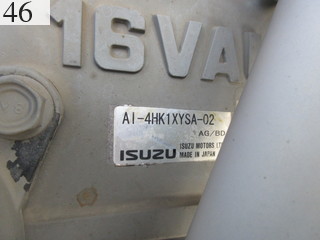 46
16VAL
AI-4HK1XYSA-02
AG/BD
ISUZU
ISUZU MOTORS LT
MADE IN JAPAN